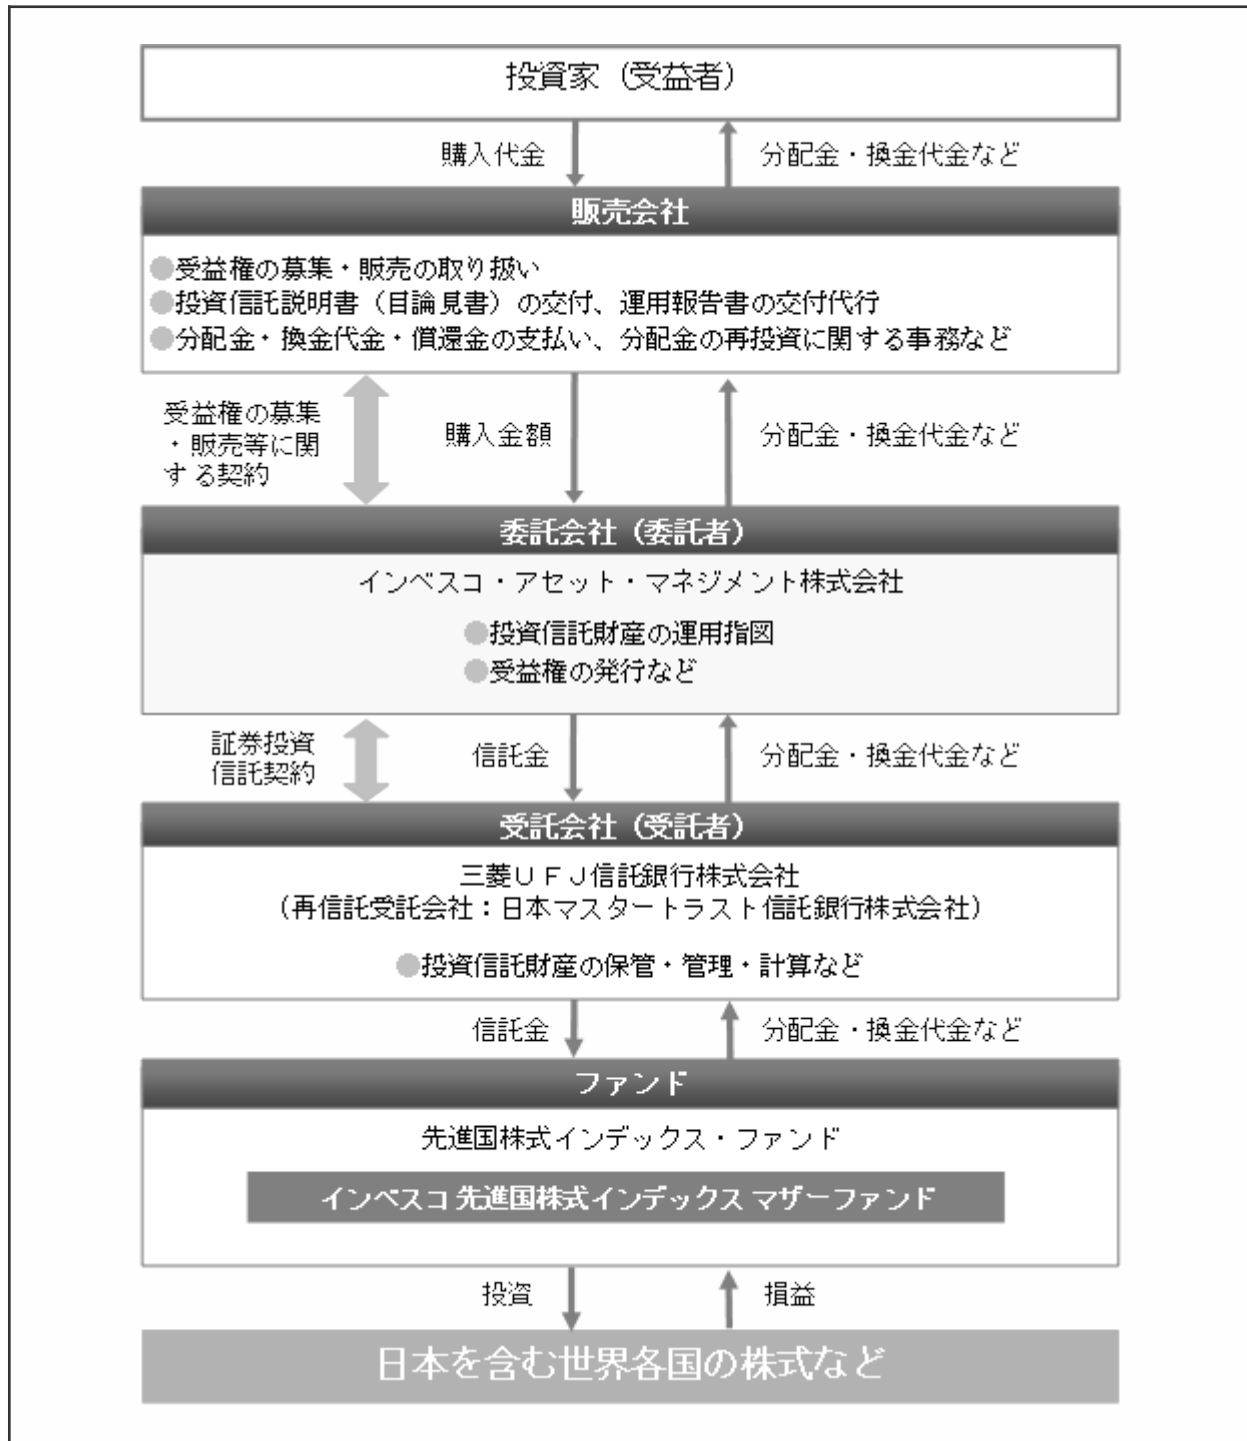 投資家（受益者）
購入代金
分配金・換金代金など
販売会社
●受益権の募集・販売の取り扱い
●投資信託説明書（目論見書）の交付、運用報告書の交付代行
●分配金・換金代金・償還金の支払い、分配金の再投資に関する事務など
受益権の募集
・販売等に関
する契約
購入金額
分配金・換金代金など
委託会社（委託者）
インベスコ・アセット・マネジメント株式会社
●投資信託財産の運用指図
●受益権の発行など
証券投資
信託契約
信託金
分配金・換金代金など
受託会社（受託者）
三菱ＵＦＪ信託銀行株式会社
（再信託受託会社：日本マスタートラスト信託銀行株式会社）
●投資信託財産の保管・管理・計算など
信託金
分配金・換金代金など
ファンド
先進国株式インデックス・ファンド
インベスコ 先進国株式インデックス マザーファンド
投資
損益
日本を含む世界各国の株式など